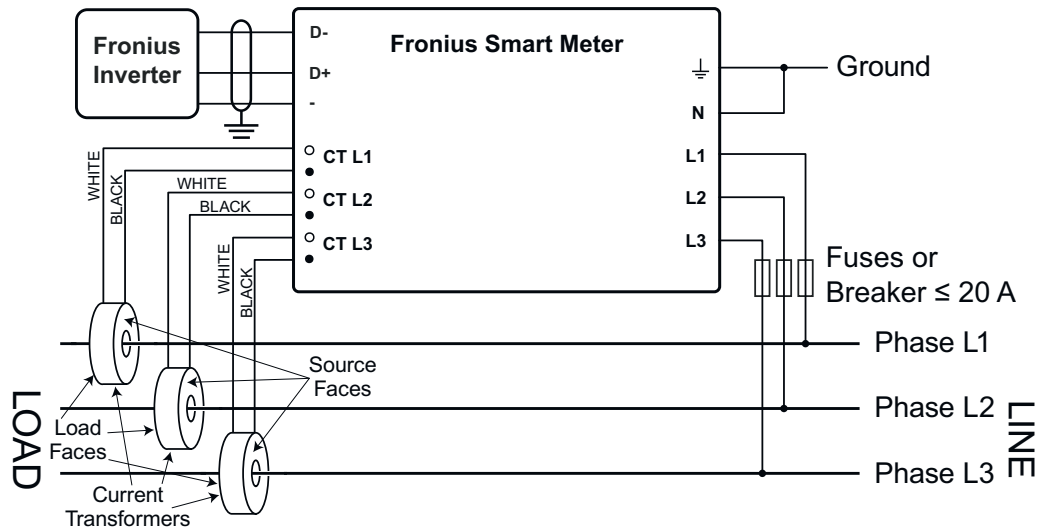 Fronius
Inverter
D-
D+
-
Fronius Smart Meter
⏚
Ground
N
L1
L2
L3
CT L1
CT L2
CT L3
WHITE
BLACK
WHITE
BLACK
WHITE
BLACK
Fuses or
Breaker ≤ 20 A
Phase L1
Phase L2
Phase L3
LINE
LOAD
Source
Faces
Load
Faces
Current
Transformers